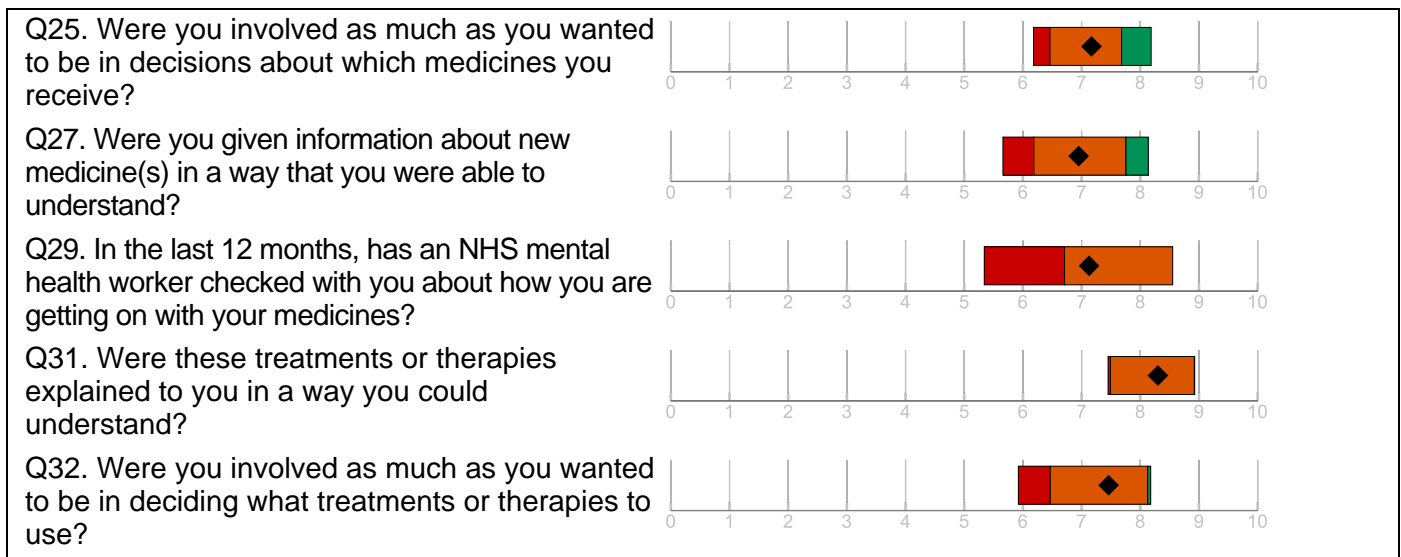 Q25. Were you involved as much as you wanted
to be in decisions about which medicines you
receive?
0 1 2 3 4 5 6 7 8 9 10
Q27. Were you given information about new
medicine(s) in a way that you were able to
understand?
0 1 2 3 4 5 6 7 8 9 10
Q29. In the last 12 months, has an NHS mental
health worker checked with you about how you are
getting on with your medicines?
0 1 2 3 4 5 6 7 8 9 10
Q31. Were these treatments or therapies
explained to you in a way you could
understand?
0 1 2 3 4 5 6 7 8 9 10
Q32. Were you involved as much as you wanted
to be in deciding what treatments or therapies to
use?
0 1 2 3 4 5 6 7 8 9 10